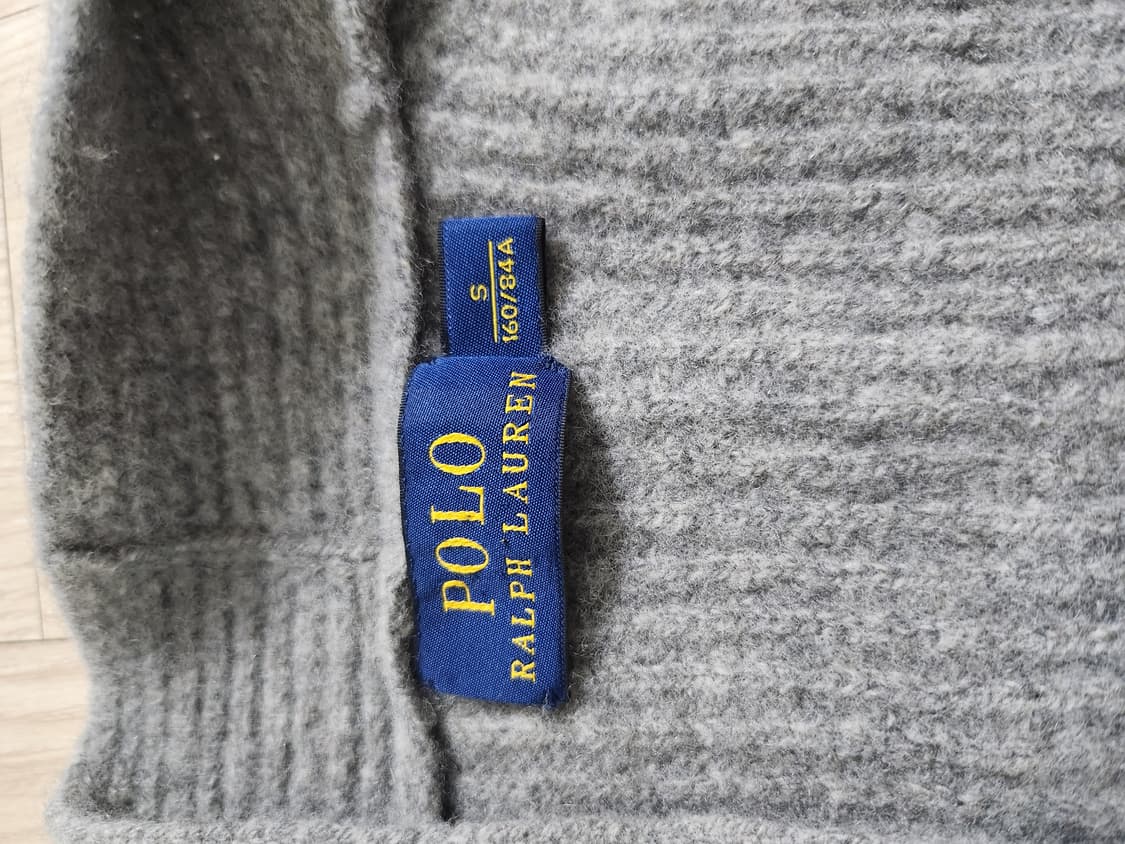 POLO
RALPH LAUREN
S
160/84A